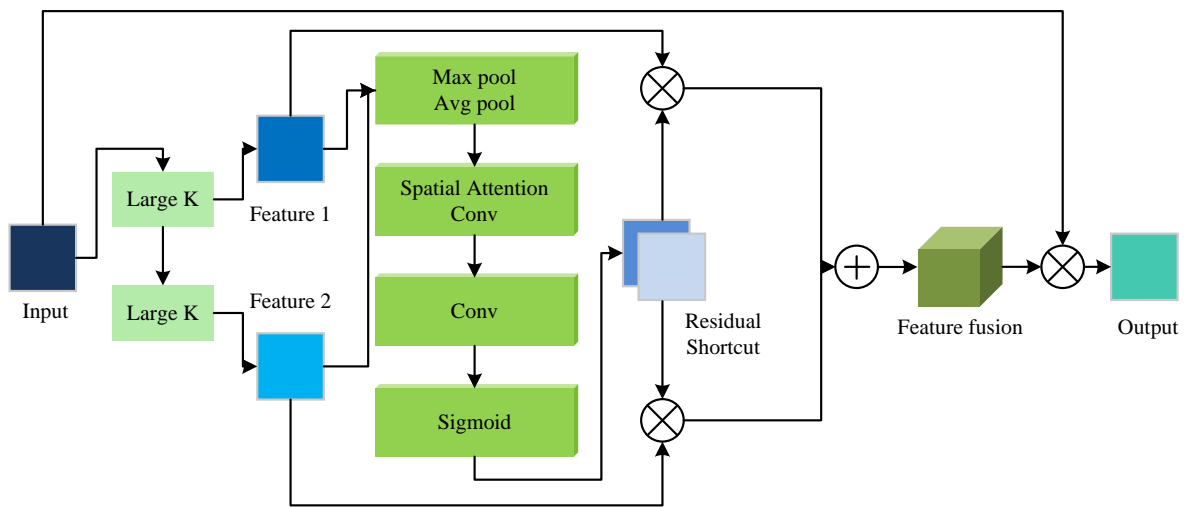 Max pool
Avg pool
Large K
Feature 1
Spatial Attention
Conv
Input
Large K
Feature 2
Conv
Residual
Shortcut
Feature fusion
Output
Sigmoid